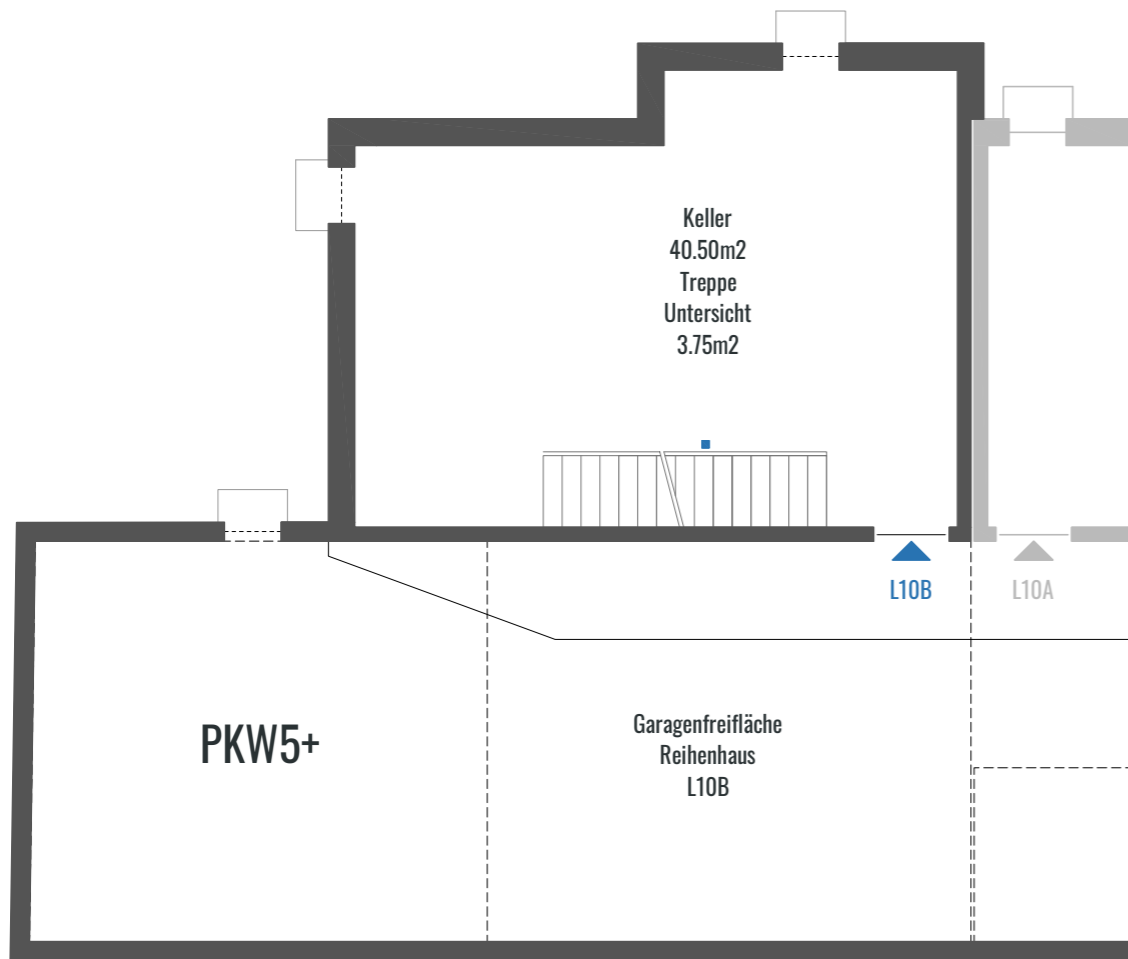 Keller
40.50m2
Treppe
Untersicht
3.75m2
L10B
L10A
PKW5+
Garagenfreifläche
Reihenhaus
L10B